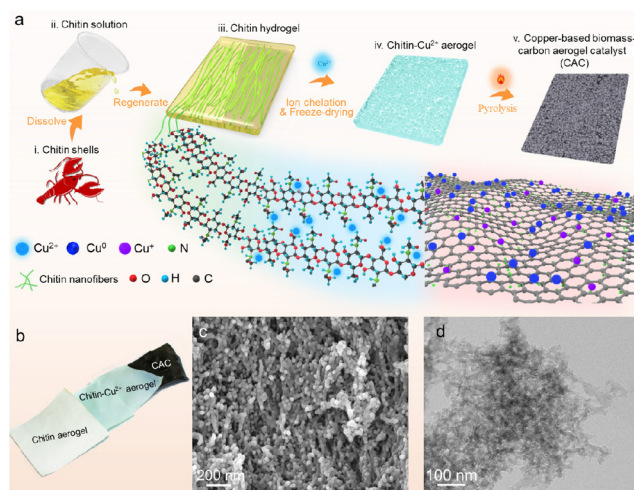 a
ii. Chitin solution
iii. Chitin hydrogel
Cu²⁺
iv. Chitin-Cu²⁺ aerogel
v. Copper-based biomass-
carbon aerogel catalyst
(CAC)
Regenerate
Ion chelation
& Freeze-drying
Pyrolysis
Dissolve
i. Chitin shells
Cu²⁺
Cu⁰
Cu⁺
N
Chitin nanofibers
O
H
C
b
CAC
Chitin-Cu²⁺ aerogel
Chitin aerogel
c
200 nm
d
100 nm